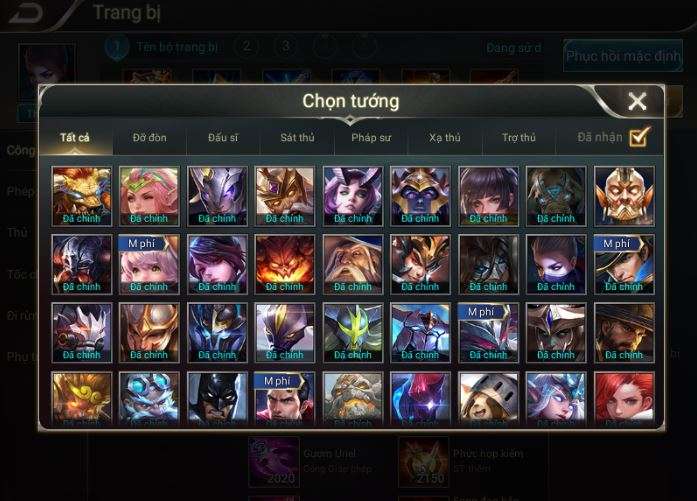 Trang bị
1 Tên bộ trang bị 2 3
Đang sử d
Phục hồi mặc định
Chọn tướng
Tất cả Đỡ đòn Đấu sĩ Sát thủ Pháp sư Xạ thủ Trợ thủ Đã nhận
Công
Phép
Thủ
Tốc
Đi rừn
Phụ
Đã chỉnh Đã chỉnh Đã chỉnh Đã chỉnh Đã chỉnh Đã chỉnh Đã chỉnh Đã chỉnh Đã chỉnh
M phí M phí
Đã chỉnh Đã chỉnh Đã chỉnh Đã chỉnh Đã chỉnh Đã chỉnh Đã chỉnh Đã chỉnh Đã chỉnh
M phí
Đã chỉnh Đã chỉnh Đã chỉnh Đã chỉnh Đã chỉnh Đã chỉnh Đã chỉnh Đã chỉnh Đã chỉnh
M phí
Gươm Uriel
Công Giáp phép
2020
Phức hợp kiếm
ST thêm
2150